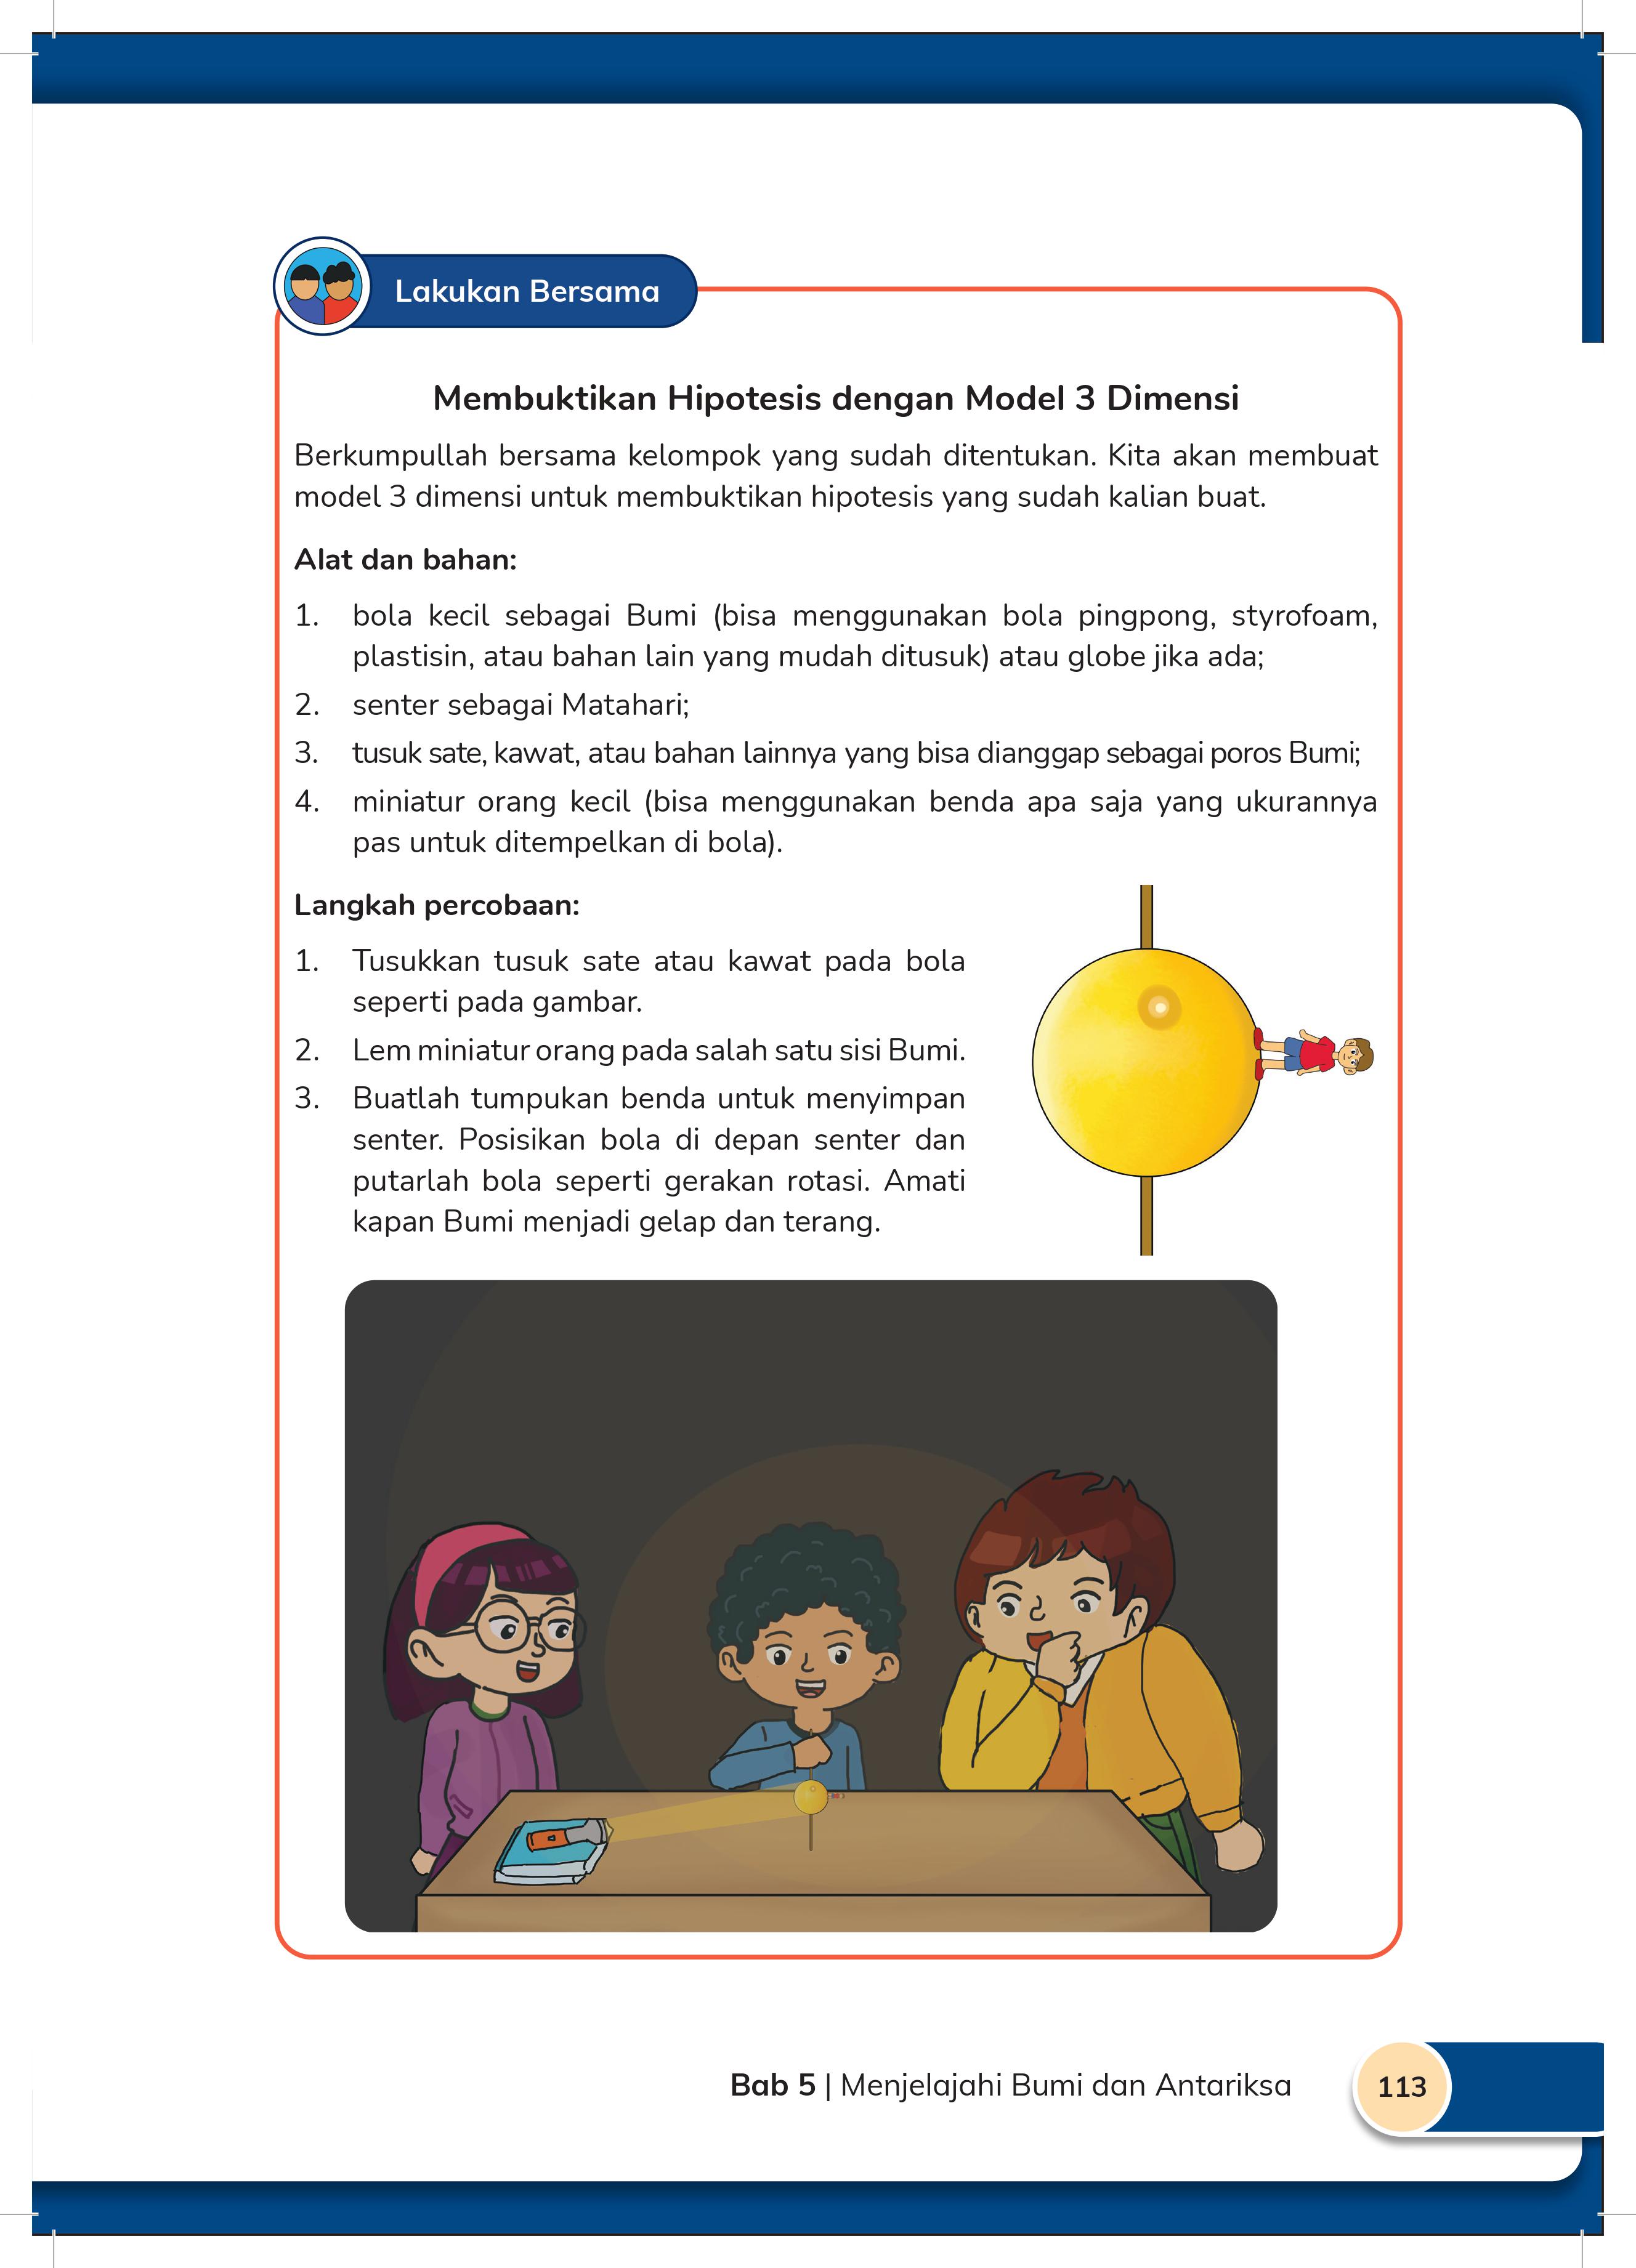 Lakukan Bersama
Membuktikan Hipotesis dengan Model 3 Dimensi
Berkumpullah bersama kelompok yang sudah ditentukan. Kita akan membuat
model 3 dimensi untuk membuktikan hipotesis yang sudah kalian buat.
Alat dan bahan:
1. bola kecil sebagai Bumi (bisa menggunakan bola pingpong, styrofoam,
plastisin, atau bahan lain yang mudah ditusuk) atau globe jika ada;
2. senter sebagai Matahari;
3. tusuk sate, kawat, atau bahan lainnya yang bisa dianggap sebagai poros Bumi;
4. miniatur orang kecil (bisa menggunakan benda apa saja yang ukurannya
pas untuk ditempelkan di bola).
Langkah percobaan:
1. Tusukkan tusuk sate atau kawat pada bola
seperti pada gambar.
2. Lem miniatur orang pada salah satu sisi Bumi.
3. Buatlah tumpukan benda untuk menyimpan
senter. Posisikan bola di depan senter dan
putarlah bola seperti gerakan rotasi. Amati
kapan Bumi menjadi gelap dan terang.
Bab 5 | Menjelajahi Bumi dan Antariksa
113